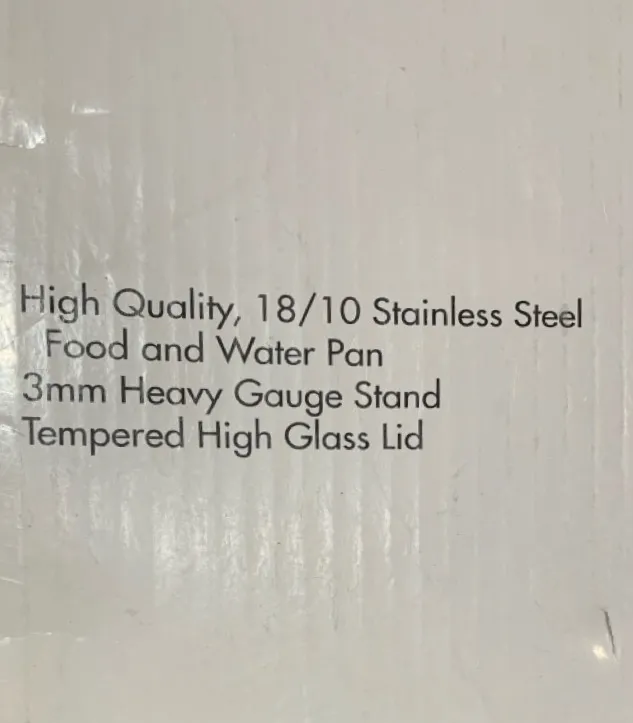 High Quality, 18/10 Stainless Steel
Food and Water Pan
3mm Heavy Gauge Stand
Tempered High Glass Lid